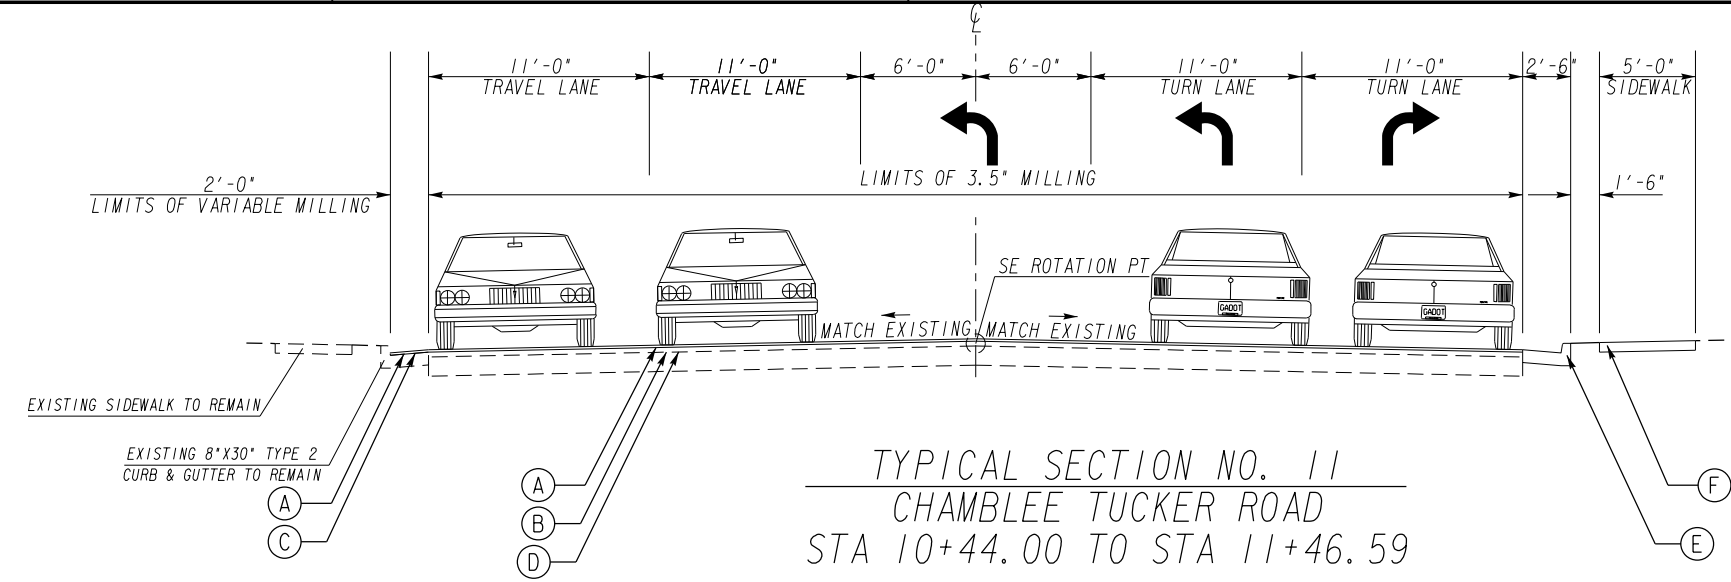 ℄
11'-0" 11'-0" 6'-0" 6'-0" 11'-0" 11'-0" 2'-6" 5'-0"
TRAVEL LANE TRAVEL LANE TURN LANE TURN LANE SIDEWALK
2'-0" LIMITS OF 3.5" MILLING 1'-6"
LIMITS OF VARIABLE MILLING
SE ROTATION PT
GADOT GADOT
MATCH EXISTING MATCH EXISTING
EXISTING SIDEWALK TO REMAIN
EXISTING 8"X30" TYPE 2
CURB & GUTTER TO REMAIN
A
C
A
B
D
TYPICAL SECTION NO. 11
CHAMBLEE TUCKER ROAD
STA 10+44.00 TO STA 11+46.59
F
E